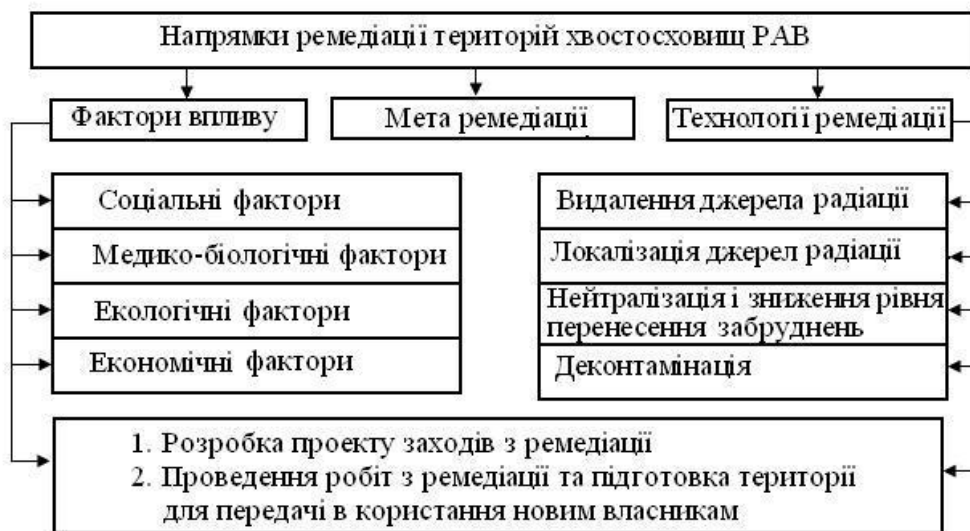 Напрямки ремедіації територій хвостосховищ РАВ
Фактори впливу
Мета ремедіації
Технології ремедіації
Соціальні фактори
Медико-біологічні фактори
Екологічні фактори
Економічні фактори
Видалення джерела радіації
Локалізація джерел радіації
Нейтралізація і зниження рівня
перенесення забруднень
Деконтамінація
1. Розробка проекту заходів з ремедіації
2. Проведення робіт з ремедіації та підготовка території
для передачі в користання новим власникам